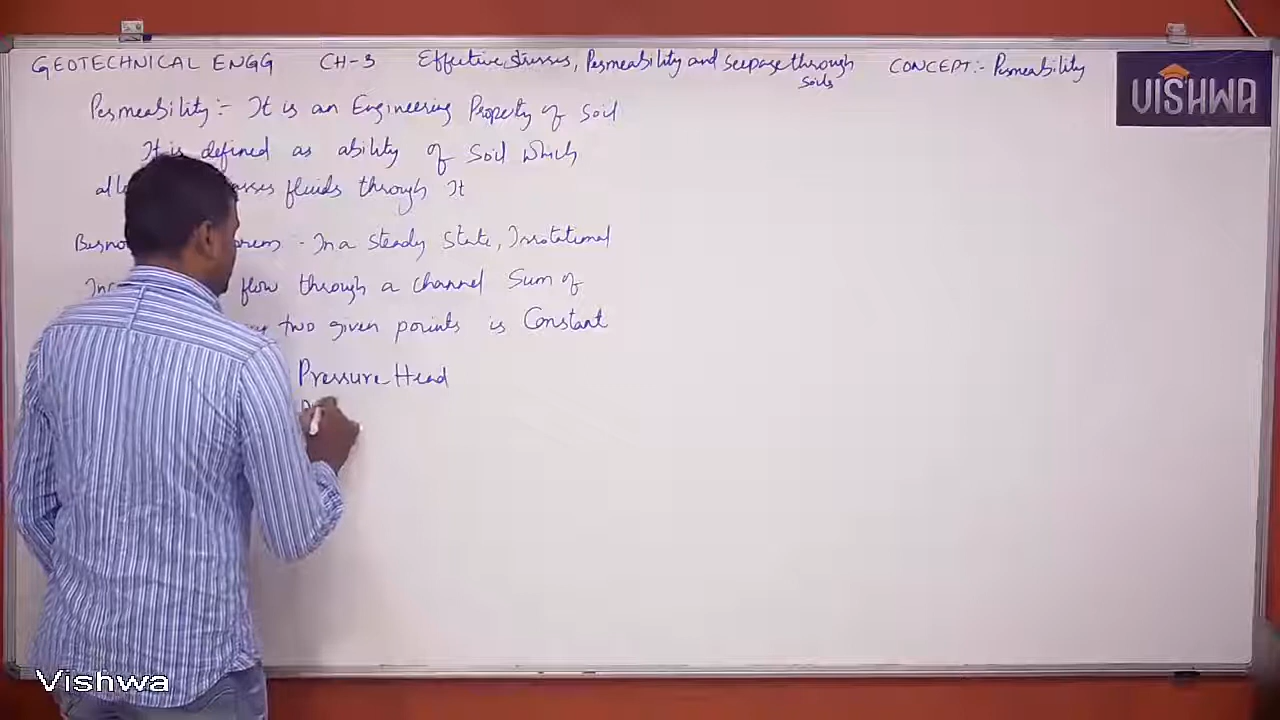 GEOTECHNICAL ENGG CH-3 Effective stresses, Permeability and Seepage through soils CONCEPT:- Permeability
VISHWA
Permeability:- It is an Engineering Property of Soil
It is defined as ability of Soil which
fluids through It
- In a Steady State, Irrotational
flow through a channel Sum of
two given points is Constant
Pressure Head
Vishwa